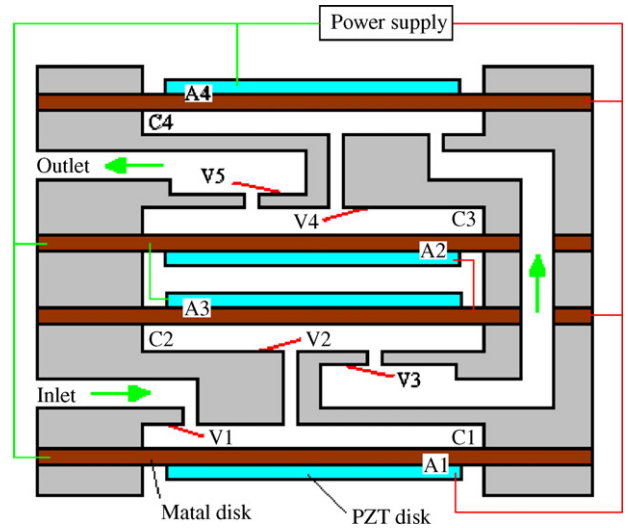 Power supply
A4
C4
Outlet
V5
V4
C3
A2
A3
C2
V2
V3
Inlet
V1
C1
A1
Matal disk
PZT disk